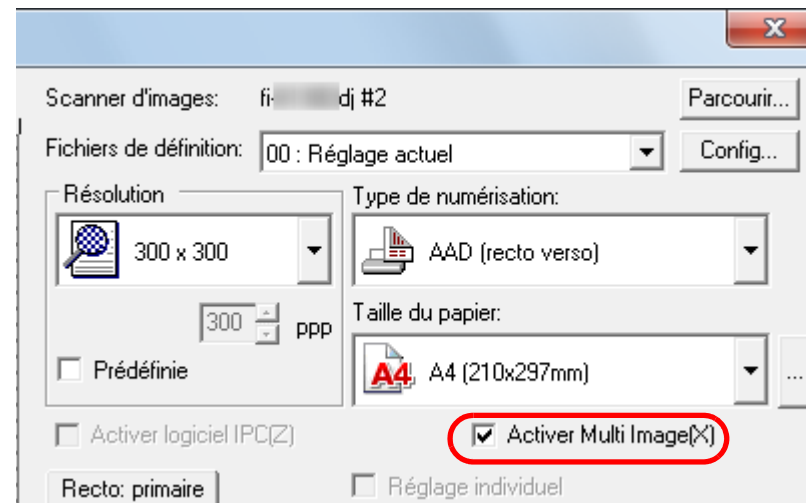 Scanner d'images: fi- dj #2 Parcourir...
Fichiers de définition: 00 : Réglage actuel Config...
Résolution Type de numérisation:
300 x 300 AAD (recto verso)
300 ppp Taille du papier:
Prédéfinie A4 A4 (210x297mm) ...
Activer logiciel IPC(Z) Activer Multi Image(X)
Recto: primaire Réglage individuel